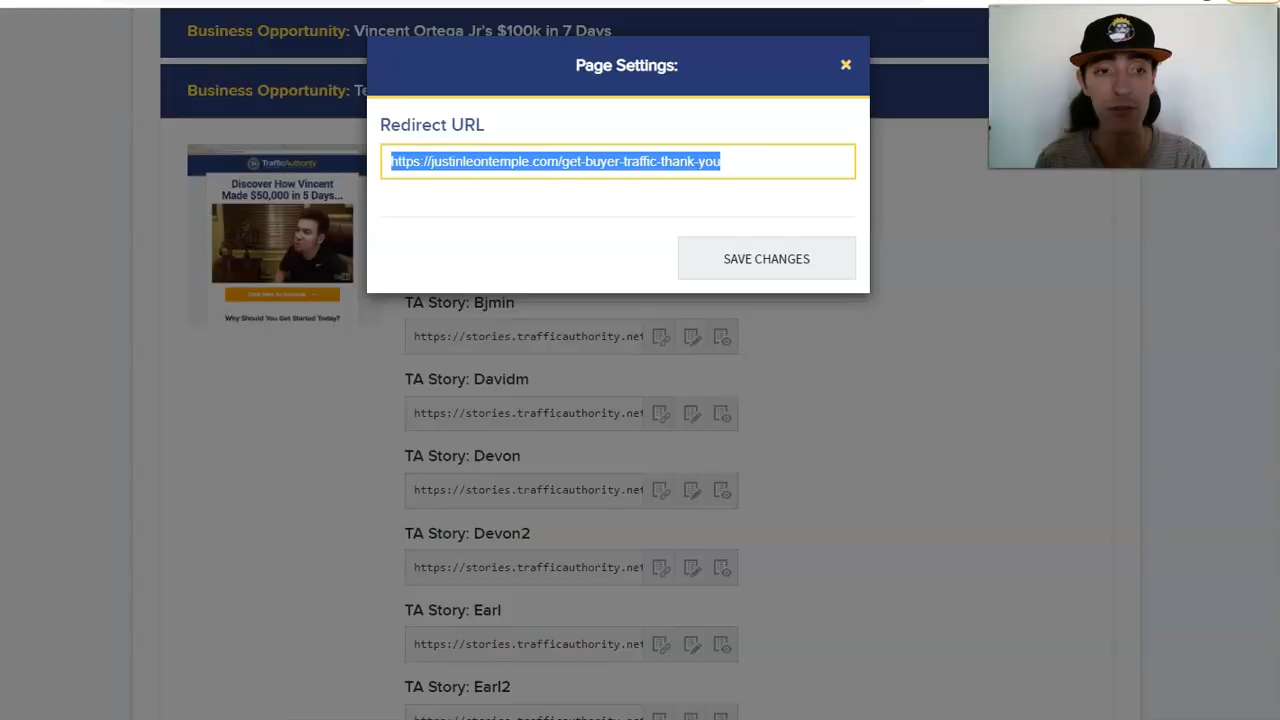 Business Opportunity: Vincent Ortega Jr's $100k in 7 Days
Page Settings:
Business Opportunity:
Redirect URL
https://justinleontemple.com/get-buyer-traffic-thank-you
SAVE CHANGES
TrafficAuthority
Discover How Vincent
Made $50,000 in 5 Days...
Why Should You Get Started Today?
TA Story: Bjmin
https://stories.trafficauthority.net
TA Story: Davidm
https://stories.trafficauthority.net
TA Story: Devon
https://stories.trafficauthority.net
TA Story: Devon2
https://stories.trafficauthority.net
TA Story: Earl
https://stories.trafficauthority.net
TA Story: Earl2